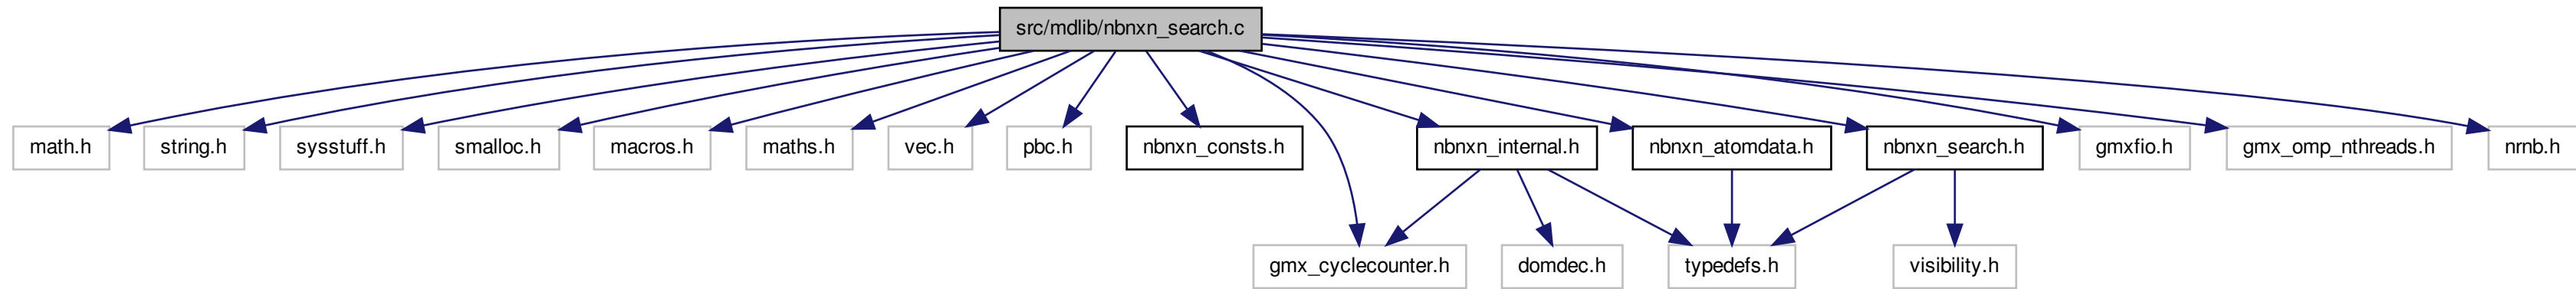 src/mdlib/nbnxn_search.c
math.h
string.h
sysstuff.h
smalloc.h
macros.h
maths.h
vec.h
pbc.h
nbnxn_consts.h
nbnxn_internal.h
nbnxn_atomdata.h
nbnxn_search.h
gmxfio.h
gmx_omp_nthreads.h
nrnb.h
gmx_cyclecounter.h
domdec.h
typedefs.h
visibility.h